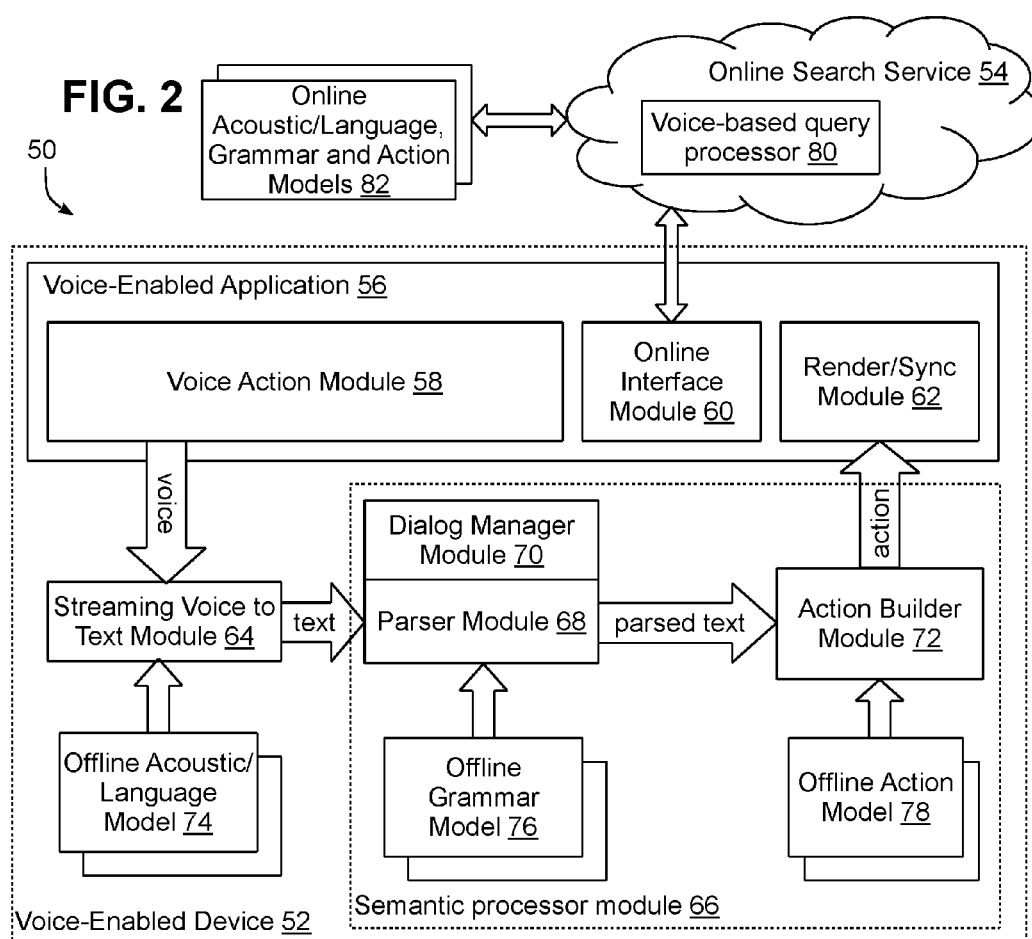 FIG. 2
50
Online
Acoustic/Language,
Grammar and Action
Models 82
Online Search Service 54
Voice-based query
processor 80
Voice-Enabled Application 56
Voice Action Module 58
Online
Interface
Module 60
Render/Sync
Module 62
voice
action
Streaming Voice to
Text Module 64
text
Dialog Manager
Module 70
Parser Module 68
parsed text
Action Builder
Module 72
Offline Acoustic/
Language
Model 74
Offline
Grammar
Model 76
Offline Action
Model 78
Voice-Enabled Device 52
Semantic processor module 66